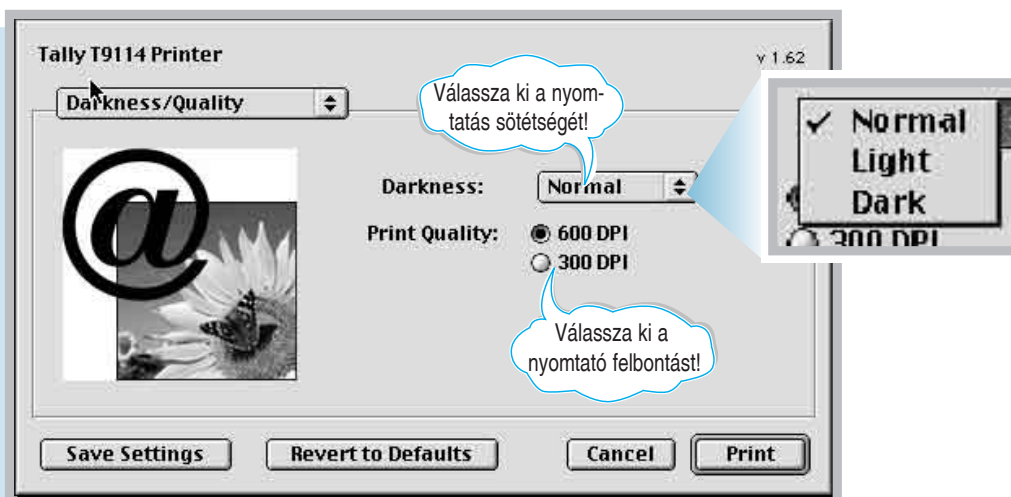 Tally T9114 Printer
v 1.62
Darkness/Quality
Válassza ki a nyom-
tatás sötétségét!
Darkness:
Normal
Print Quality:
600 DPI
300 DPI
Válassza ki a
nyomtató felbontást!
Save Settings
Revert to Defaults
Cancel
Print
Normal
Light
Dark
300 DPI
@